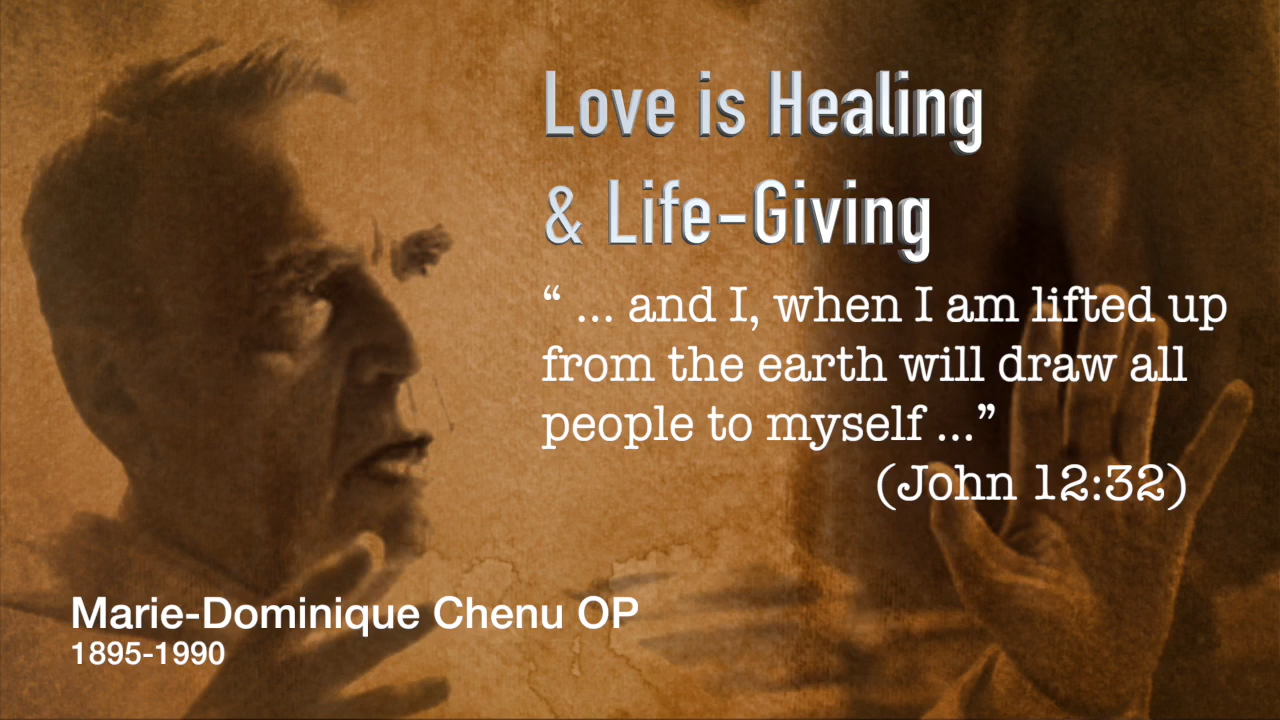 Love is Healing
& Life-Giving
“ ... and I, when I am lifted up
from the earth will draw all
people to myself ...”
(John 12:32)
Marie-Dominique Chenu OP
1895-1990